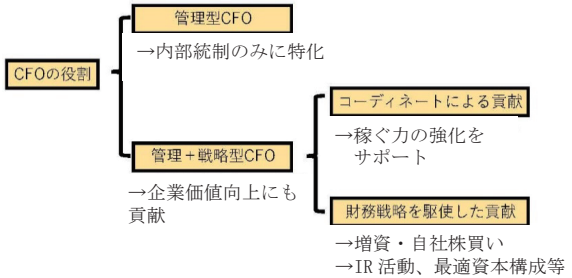 管理型CFO
→内部統制のみに特化
CFOの役割
コーディネートによる貢献
→稼ぐ力の強化を
サポート
管理＋戦略型CFO
→企業価値向上にも
貢献
財務戦略を駆使した貢献
→増資・自社株買い
→IR 活動、最適資本構成等